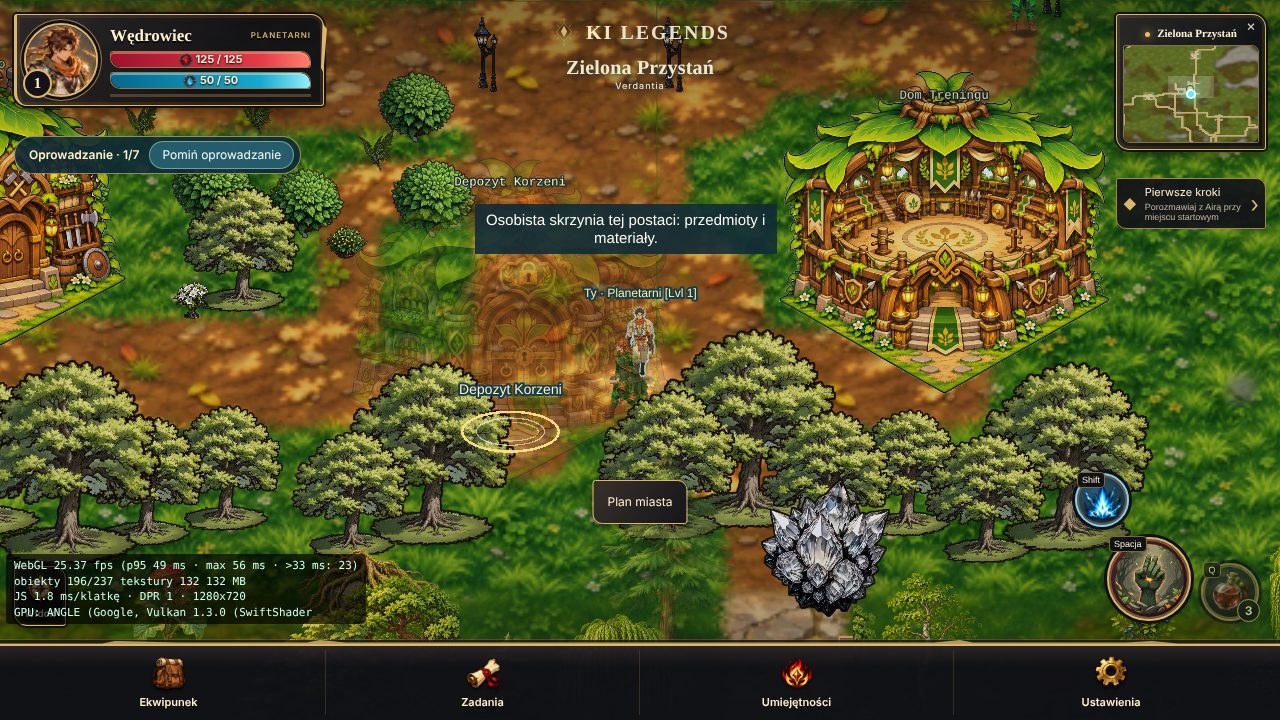 Wędrowiec
PLANETARNI
125 / 125
50 / 50
1
KI LEGENDS
Zielona Przystań
Verdantia
Zielona Przystań
×
Dom Treningu
Oprowadzanie · 1/7
Pomiń oprowadzanie
Depozyt Korzeni
Pierwsze kroki
Porozmawiaj z Airą przy
miejscu startowym
Osobista skrzynia tej postaci: przedmioty i
materiały.
Ty · Planetarni [Lvl 1]
Depozyt Korzeni
Plan miasta
Shift
Spacja
Q
3
WebGL 25.37 fps (p95 49 ms · max 56 ms · >33 ms: 23)
obiekty 196/237 tekstury 132 132 MB
JS 1.8 ms/klatkę · DPR 1 · 1280x720
GPU: ANGLE (Google, Vulkan 1.3.0 (SwiftShader
Ekwipunek
Zadania
Umiejętności
Ustawienia